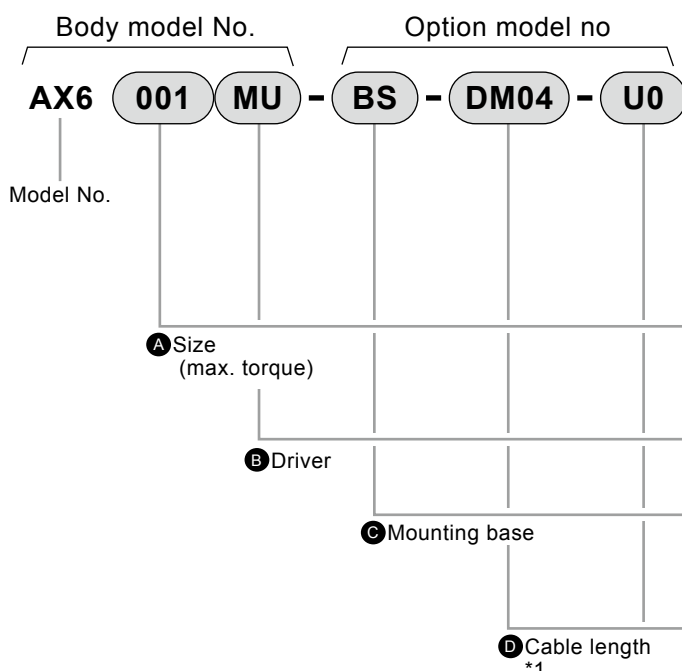 Body model No.
Option model no
AX6 001 MU - BS - DM04 - U0
Model No.
A Size
(max. torque)
B Driver
C Mounting base
D Cable length
*1